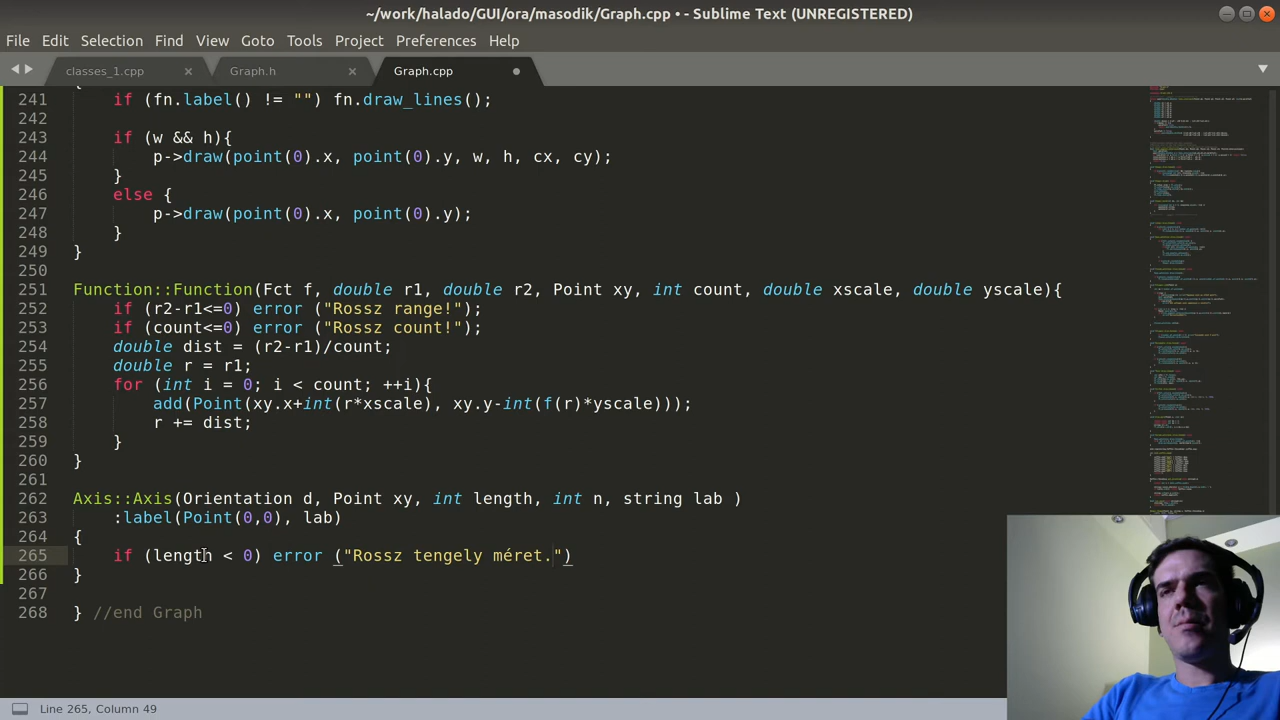 ~/work/halado/GUI/ora/masodik/Graph.cpp • - Sublime Text (UNREGISTERED)
File Edit Selection Find View Goto Tools Project Preferences Help
classes_1.cpp Graph.h Graph.cpp
241 if (fn.label() != "") fn.draw_lines();
242
243 if (w && h){
244 p->draw(point(0).x, point(0).y, w, h, cx, cy);
245 }
246 else {
247 p->draw(point(0).x, point(0).y);
248 }
249 }
250
251 Function::Function(Fct f, double r1, double r2, Point xy, int count, double xscale, double yscale){
252 if (r2-r1<=0) error ("Rossz range!");
253 if (count<=0) error ("Rossz count!");
254 double dist = (r2-r1)/count;
255 double r = r1;
256 for (int i = 0; i < count; ++i){
257 add(Point(xy.x+int(r*xscale), xy.y-int(f(r)*yscale)));
258 r += dist;
259 }
260 }
261
262 Axis::Axis(Orientation d, Point xy, int length, int n, string lab )
263 :label(Point(0,0), lab)
264 {
265 if (length < 0) error ("Rossz tengely méret.")
266 }
267
268 } //end Graph
Line 265, Column 49